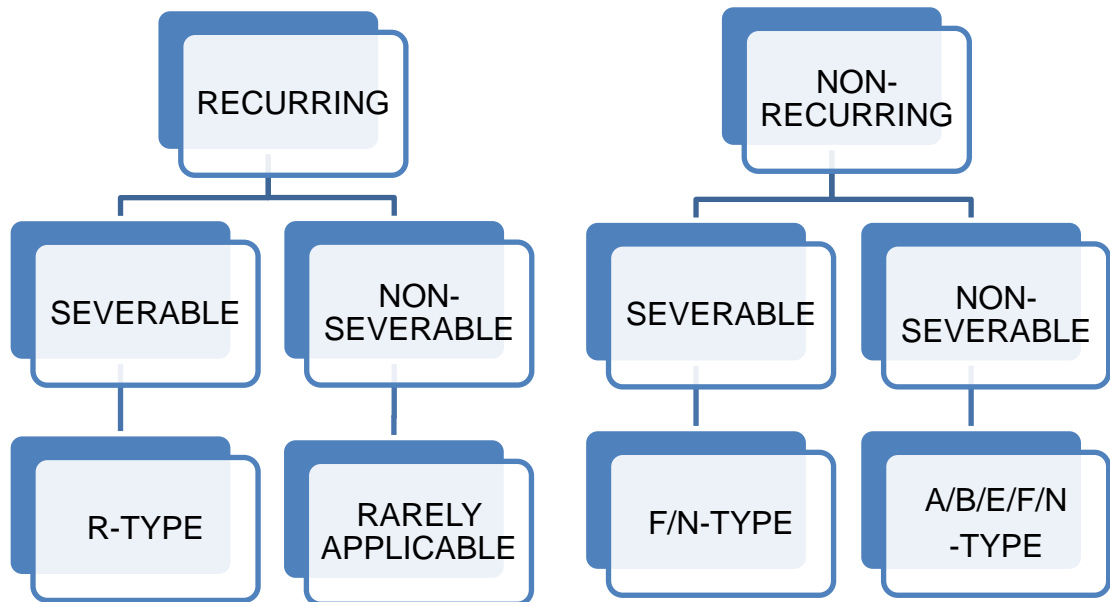 RECURRING
NON-
RECURRING
SEVERABLE
NON-
SEVERABLE
SEVERABLE
NON-
SEVERABLE
R-TYPE
RARELY
APPLICABLE
F/N-TYPE
A/B/E/F/N
-TYPE